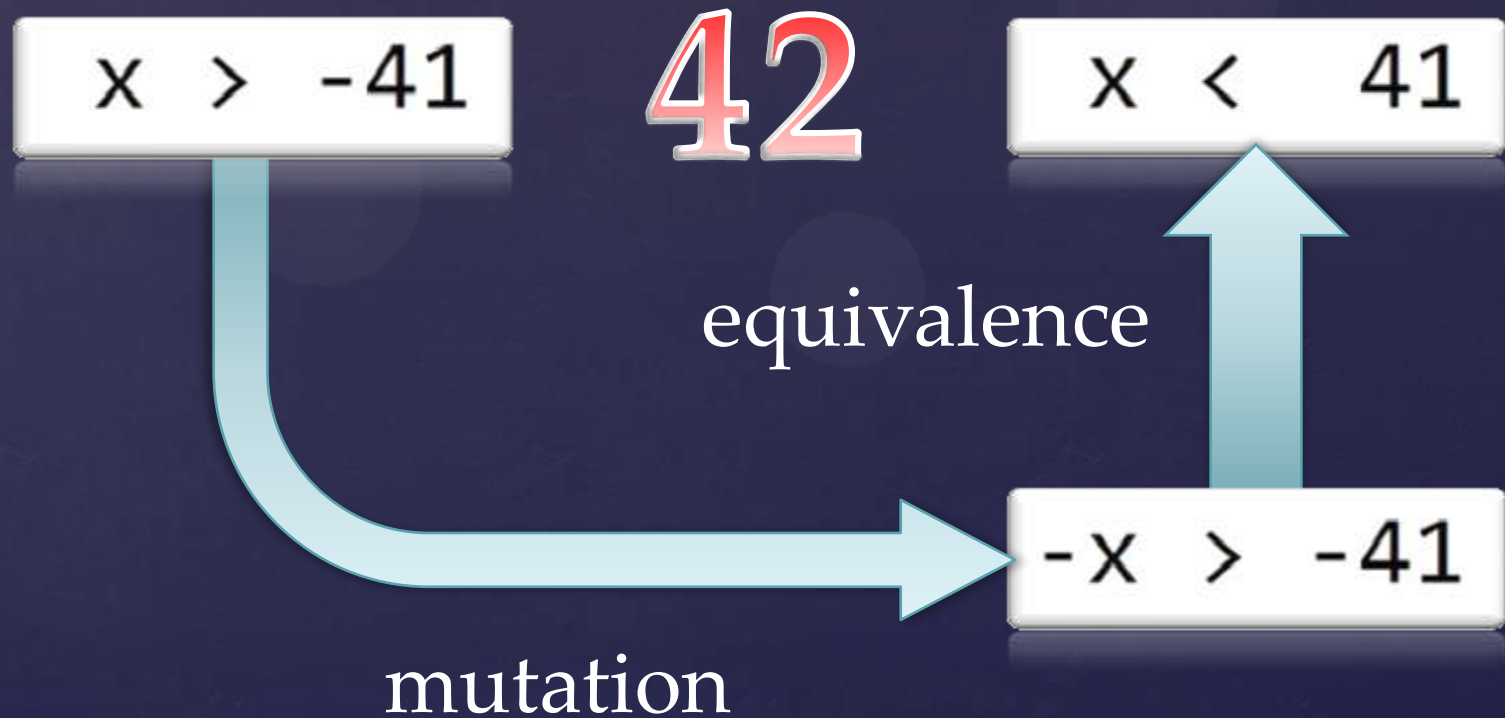 x > -41
42
x < 41
equivalence
-x > -41
mutation